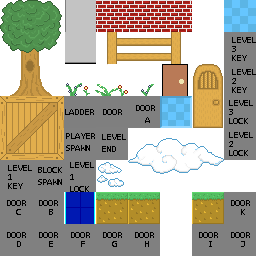 LEVEL
3
KEY
LEVEL
2
KEY
LADDER
DOOR
DOOR
A
LEVEL
3
LOCK
PLAYER
SPAWN
LEVEL
END
LEVEL
2
LOCK
LEVEL
1
KEY
BLOCK
SPAWN
LEVEL
1
LOCK
DOOR
C
DOOR
B
DOOR
K
DOOR
D
DOOR
E
DOOR
F
DOOR
G
DOOR
H
DOOR
I
DOOR
J